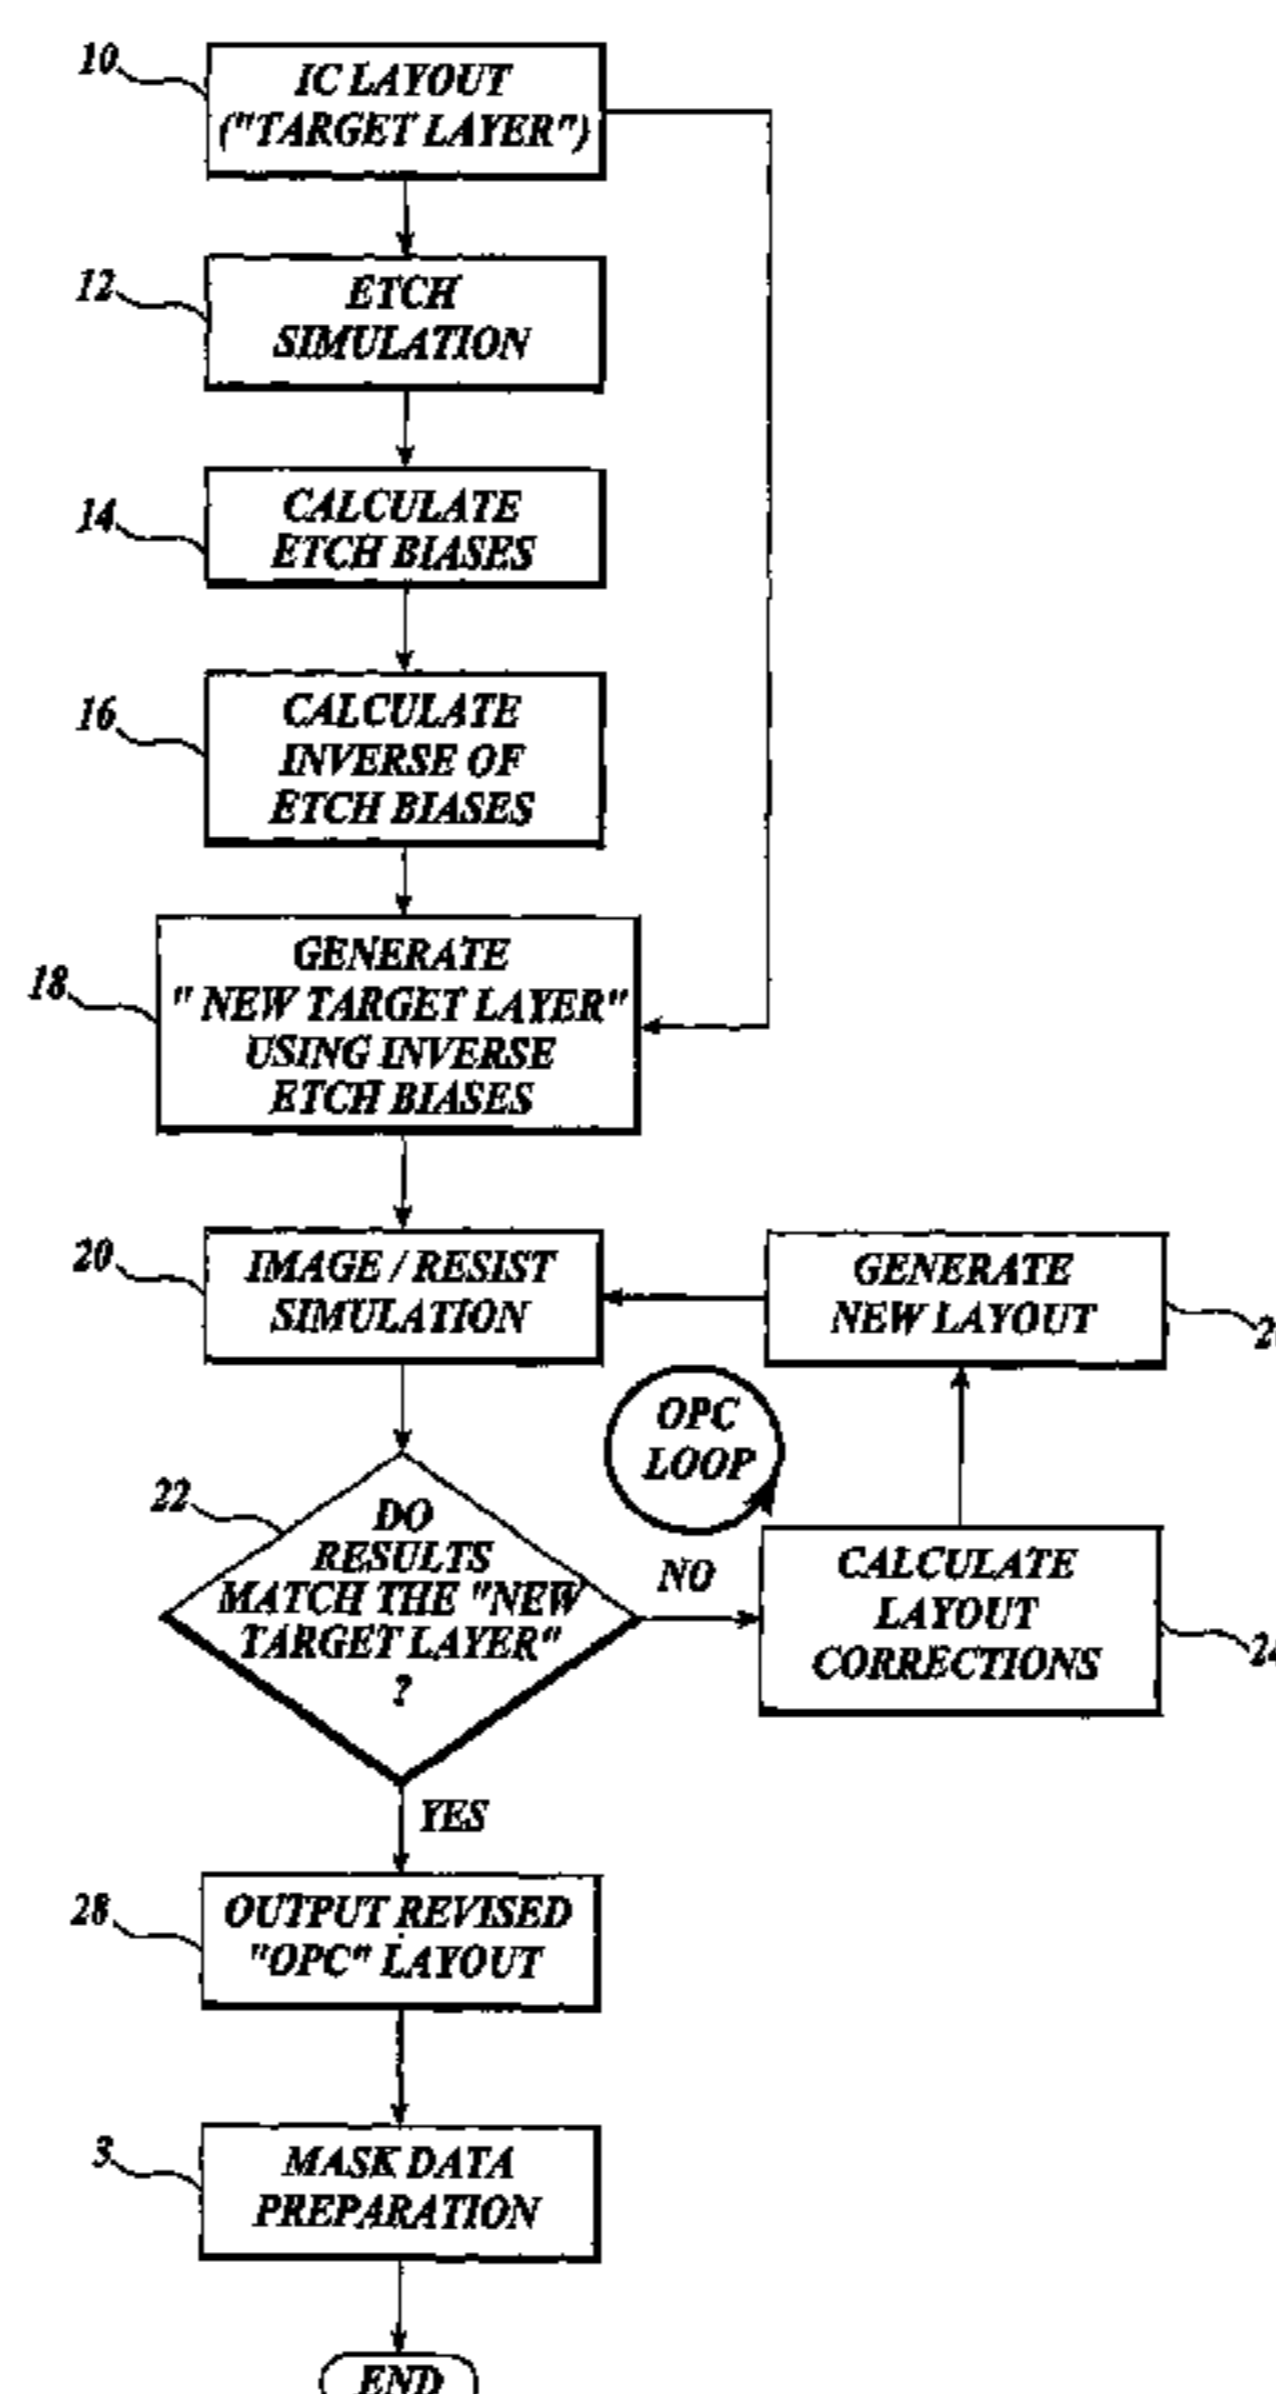 10
IC LAYOUT
("TARGET LAYER")
12
ETCH
SIMULATION
14
CALCULATE
ETCH BIASES
16
CALCULATE
INVERSE OF
ETCH BIASES
18
GENERATE
" NEW TARGET LAYER"
USING INVERSE
ETCH BIASES
20
IMAGE / RESIST
SIMULATION
GENERATE
NEW LAYOUT
OPC
LOOP
22
DO
RESULTS
MATCH THE "NEW
TARGET LAYER"
?
NO
CALCULATE
LAYOUT
CORRECTIONS
YES
28
OUTPUT REVISED
"OPC" LAYOUT
3
MASK DATA
PREPARATION
END